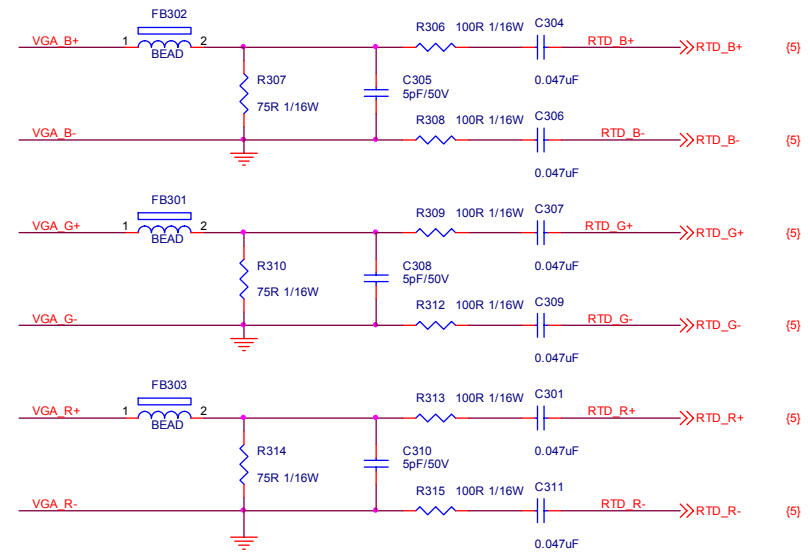 FB302
VGA_B+ 1 2 R306 100R 1/16W C304 RTD_B+ RTD_B+ {5}
BEAD
R307
75R 1/16W
C305
5pF/50V
0.047uF
VGA_B- R308 100R 1/16W C306 RTD_B- RTD_B- {5}
0.047uF
FB301
VGA_G+ 1 2 R309 100R 1/16W C307 RTD_G+ RTD_G+ {5}
BEAD
R310
75R 1/16W
C308
5pF/50V
0.047uF
VGA_G- R312 100R 1/16W C309 RTD_G- RTD_G- {5}
0.047uF
FB303
VGA_R+ 1 2 R313 100R 1/16W C301 RTD_R+ RTD_R+ {5}
BEAD
R314
75R 1/16W
C310
5pF/50V
0.047uF
VGA_R- R315 100R 1/16W C311 RTD_R- RTD_R- {5}
0.047uF